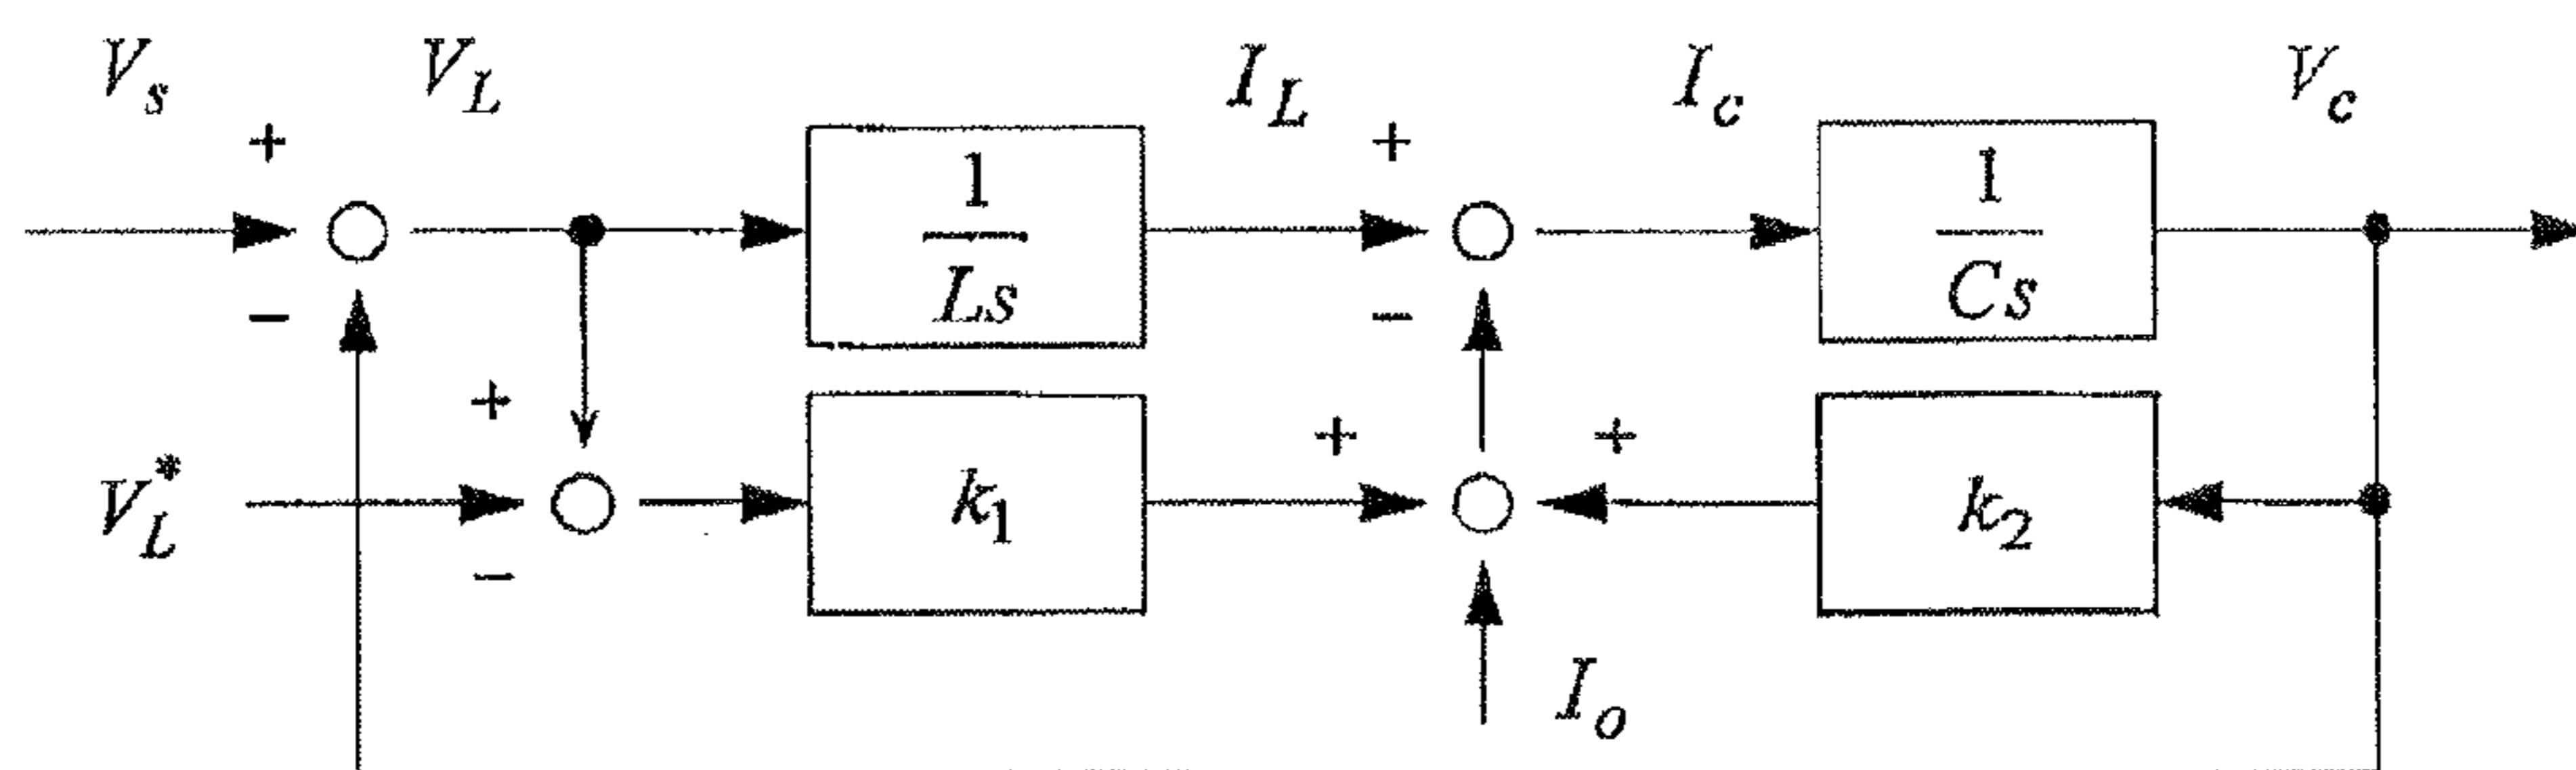 V_s V_L I_L I_c V_c
+ + 
1 1
Ls Cs
− −
+ + +
V_L^* k_1 k_2
−
I_o